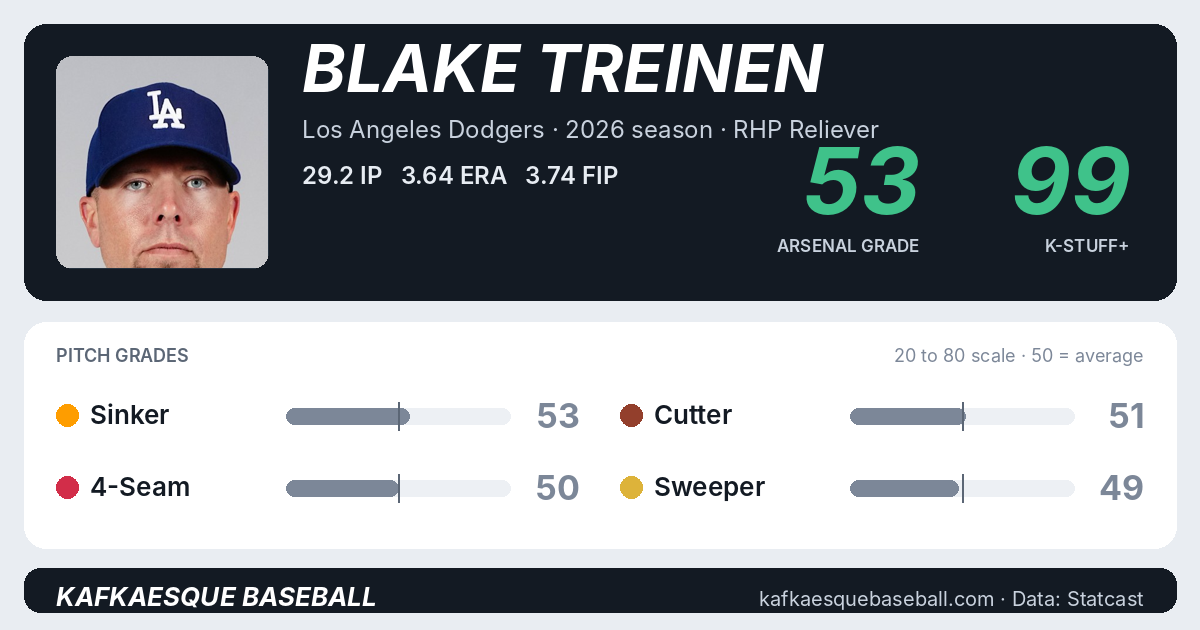 BLAKE TREINEN
Los Angeles Dodgers · 2026 season · RHP Reliever
29.2 IP 3.64 ERA 3.74 FIP
LA
53 99
ARSENAL GRADE K-STUFF+
PITCH GRADES 20 to 80 scale · 50 = average
Sinker 53 Cutter 51
4-Seam 50 Sweeper 49
KAFKAESQUE BASEBALL kafkaesquebaseball.com · Data: Statcast